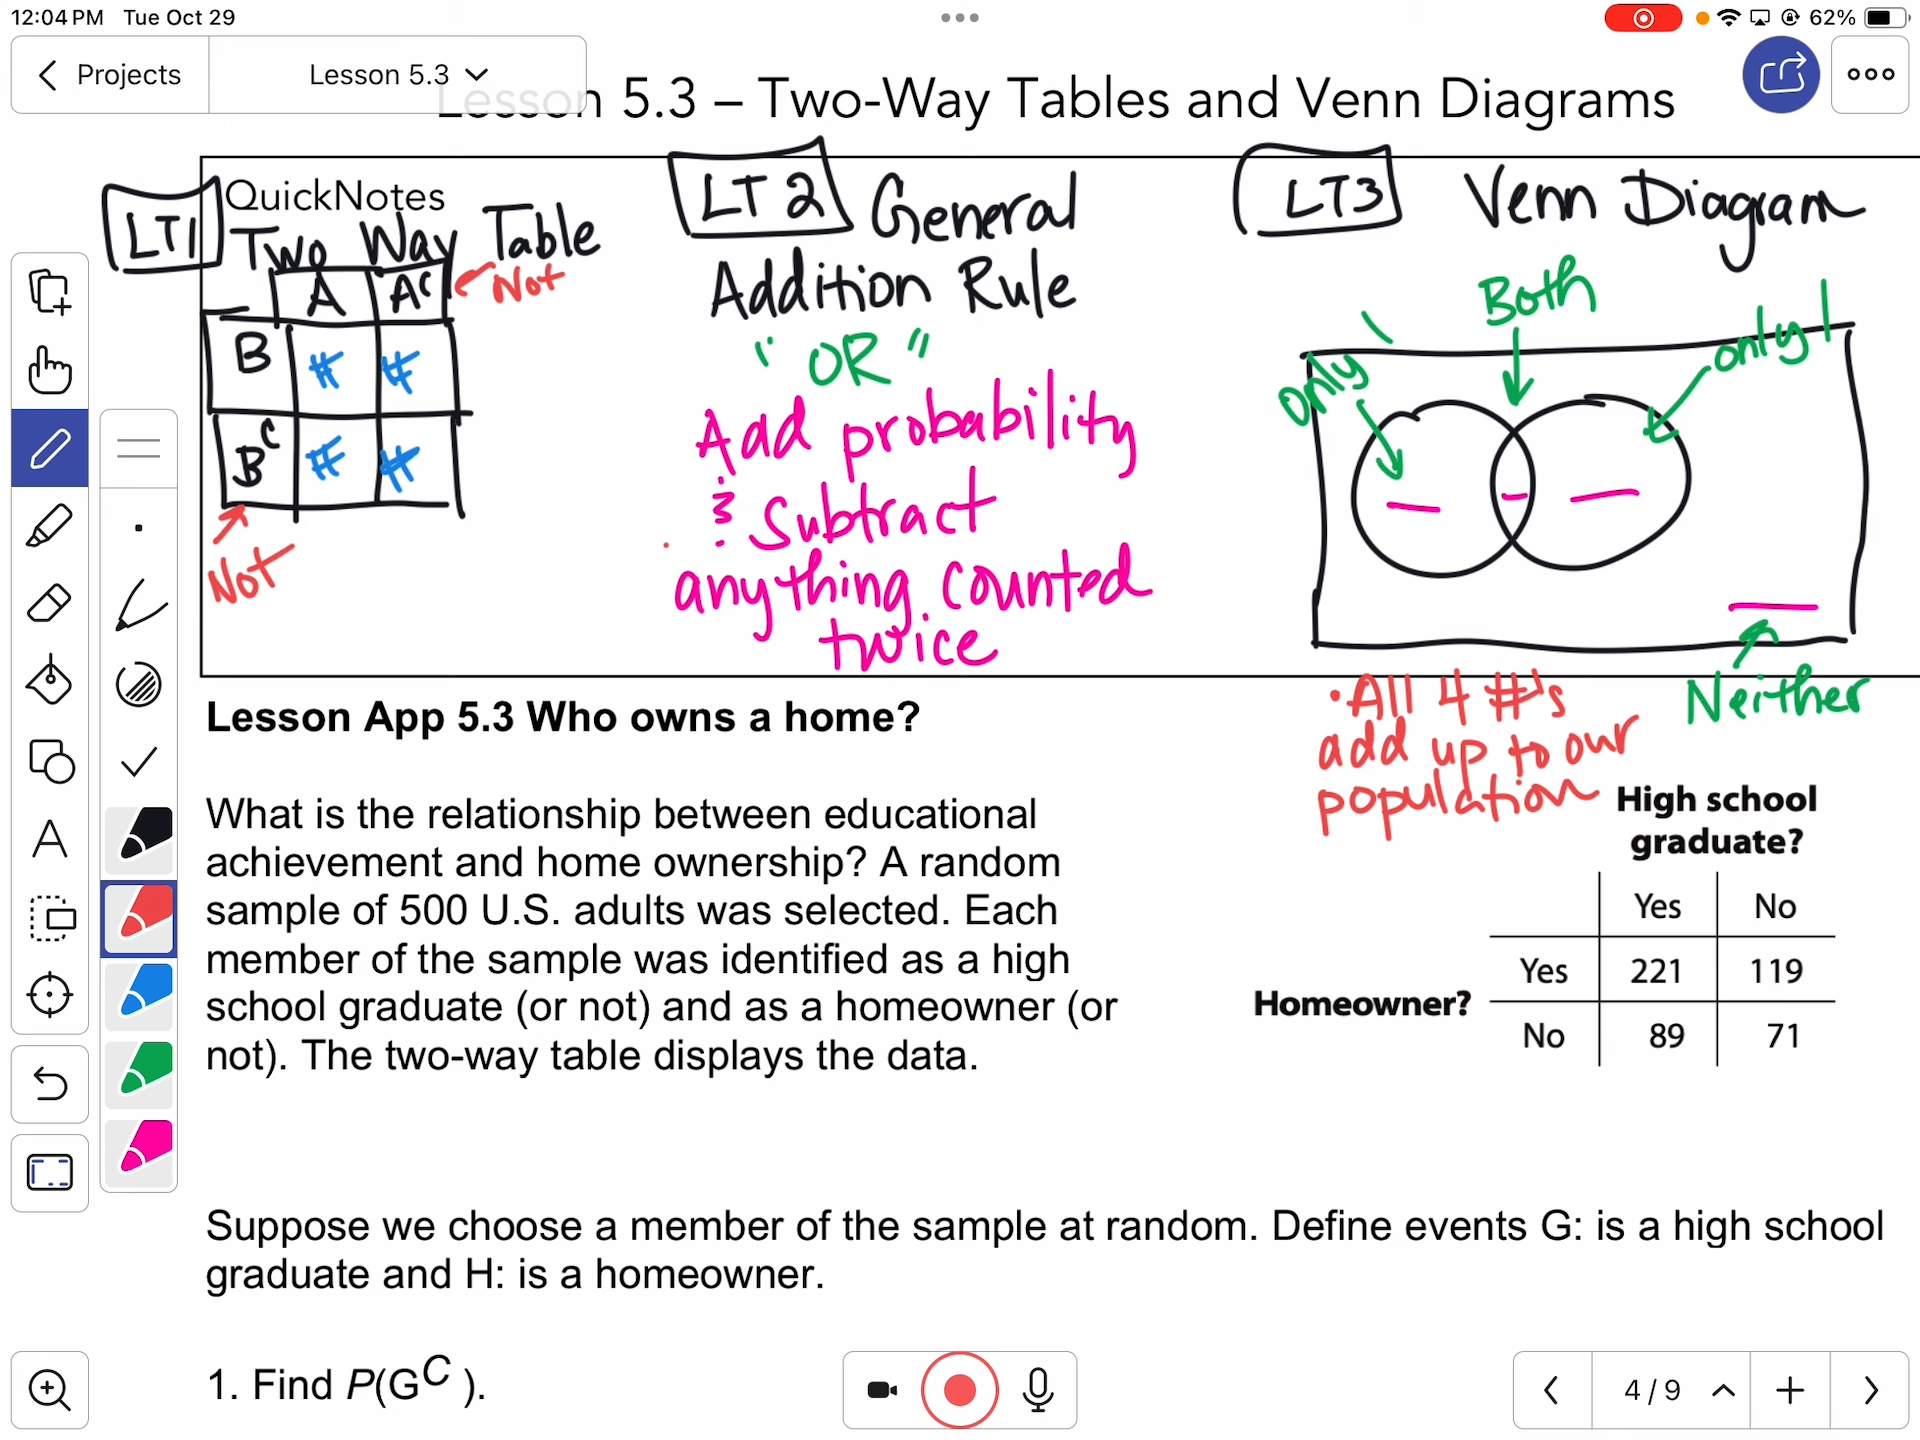 12:04 PM Tue Oct 29
62%
Projects
Lesson 5.3
Lesson 5.3 – Two-Way Tables and Venn Diagrams
QuickNotes
LT1
Two Way Table
A
Aᶜ
Not
B
#
#
Bᶜ
#
#
Not
LT 2 General
Addition Rule
"OR"
Add probability
& Subtract
anything counted
twice
LT3 Venn Diagram
Both
only
only
Neither
• All 4 #'s
add up to our
population
Lesson App 5.3 Who owns a home?
What is the relationship between educational
achievement and home ownership? A random
sample of 500 U.S. adults was selected. Each
member of the sample was identified as a high
school graduate (or not) and as a homeowner (or
not). The two-way table displays the data.
High school
graduate?
Yes No
Yes 221 119
Homeowner?
No 89 71
Suppose we choose a member of the sample at random. Define events G: is a high school
graduate and H: is a homeowner.
1. Find P(Gᶜ ).
4 / 9
A